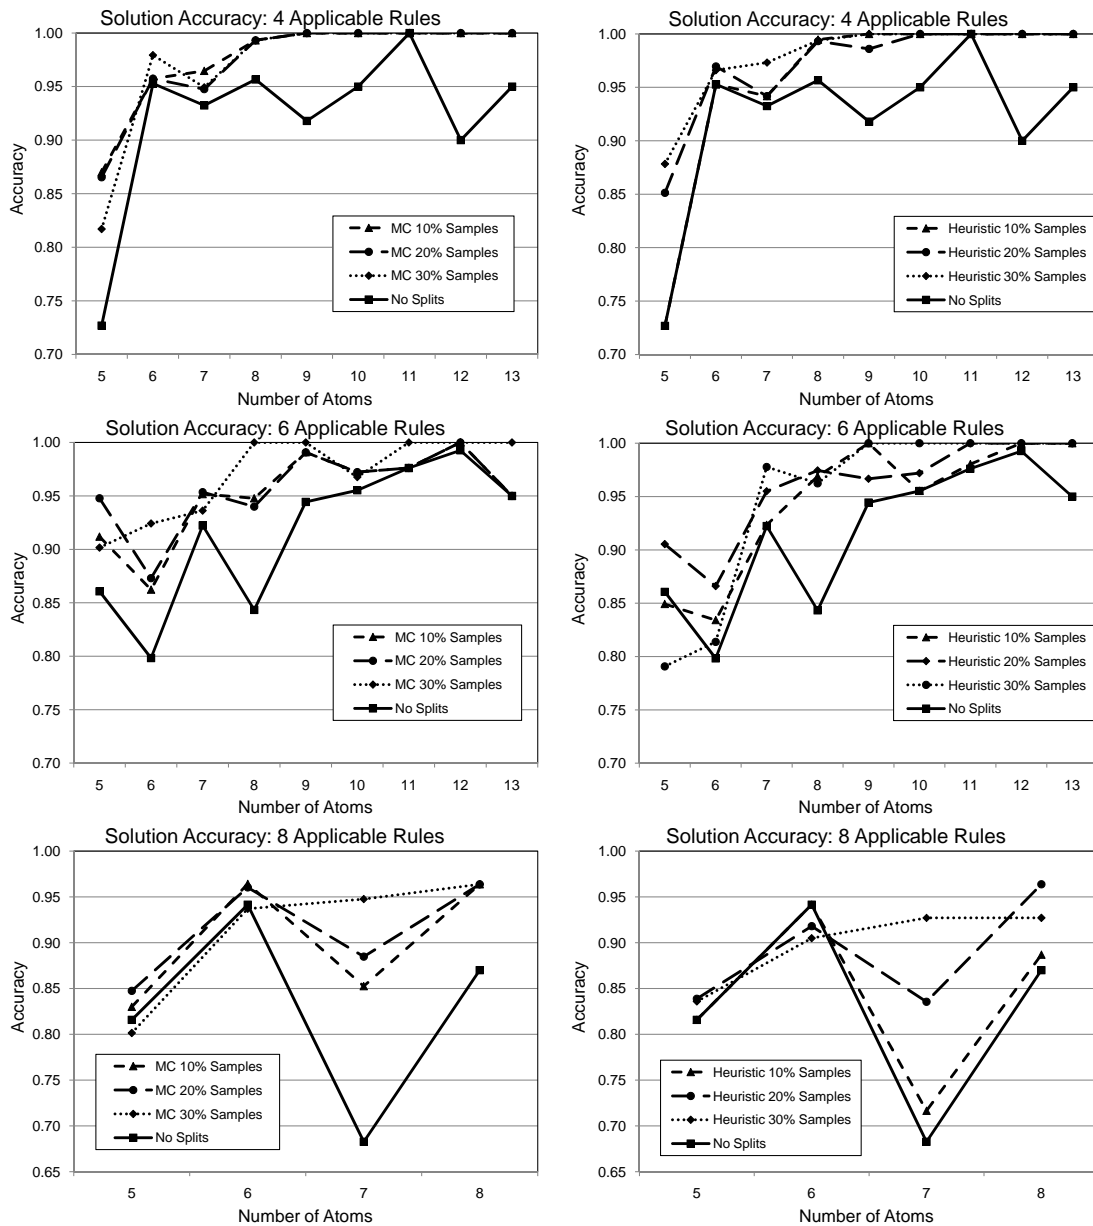 Solution Accuracy: 4 Applicable Rules
1.00
0.95
0.90
0.85
0.80
0.75
0.70
Accuracy
MC 10% Samples
MC 20% Samples
MC 30% Samples
No Splits
5 6 7 8 9 10 11 12 13
Number of Atoms
Solution Accuracy: 4 Applicable Rules
1.00
0.95
0.90
0.85
0.80
0.75
0.70
Accuracy
Heuristic 10% Samples
Heuristic 20% Samples
Heuristic 30% Samples
No Splits
5 6 7 8 9 10 11 12 13
Number of Atoms
Solution Accuracy: 6 Applicable Rules
1.00
0.95
0.90
0.85
0.80
0.75
0.70
Accuracy
MC 10% Samples
MC 20% Samples
MC 30% Samples
No Splits
5 6 7 8 9 10 11 12 13
Number of Atoms
Solution Accuracy: 6 Applicable Rules
1.00
0.95
0.90
0.85
0.80
0.75
0.70
Accuracy
Heuristic 10% Samples
Heuristic 20% Samples
Heuristic 30% Samples
No Splits
5 6 7 8 9 10 11 12 13
Number of Atoms
Solution Accuracy: 8 Applicable Rules
1.00
0.95
0.90
0.85
0.80
0.75
0.70
0.65
Accuracy
MC 10% Samples
MC 20% Samples
MC 30% Samples
No Splits
5 6 7 8
Number of Atoms
Solution Accuracy: 8 Applicable Rules
1.00
0.95
0.90
0.85
0.80
0.75
0.70
0.65
Accuracy
Heuristic 10% Samples
Heuristic 20% Samples
Heuristic 30% Samples
No Splits
5 6 7 8
Number of Atoms